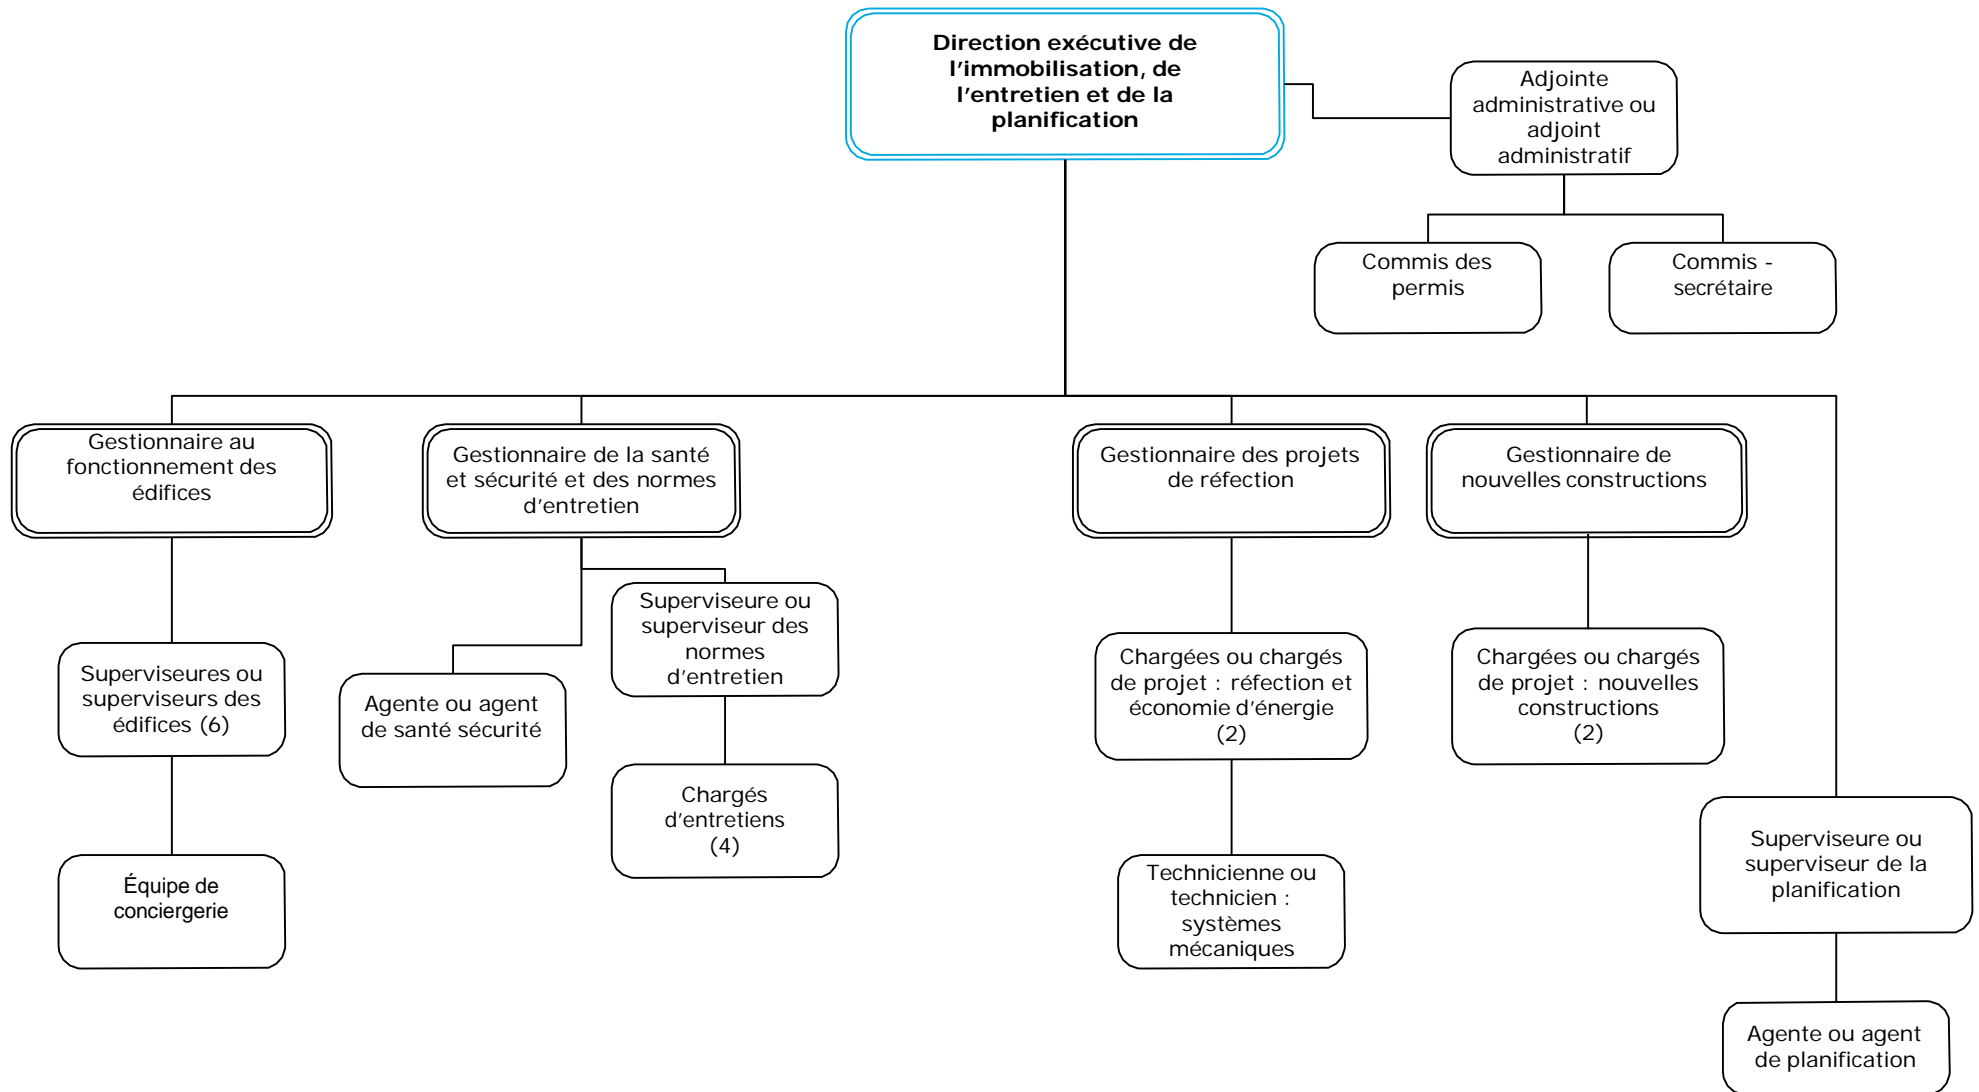 Direction exécutive de
l'immobilisation, de
l'entretien et de la
planification
Adjointe
administrative ou
adjoint
administratif
Commis des
permis
Commis -
secrétaire
Gestionnaire au
fonctionnement des
édifices
Gestionnaire de la santé
et sécurité et des normes
d'entretien
Gestionnaire des projets
de réfection
Gestionnaire de
nouvelles constructions
Superviseures ou
superviseurs des
édifices (6)
Agente ou agent
de santé sécurité
Superviseure ou
superviseur des
normes
d'entretien
Chargées ou chargés
de projet : réfection et
économie d'énergie
(2)
Chargées ou chargés
de projet : nouvelles
constructions
(2)
Chargés
d'entretiens
(4)
Équipe de
conciergerie
Technicienne ou
technicien :
systèmes
mécaniques
Superviseure ou
superviseur de la
planification
Agente ou agent
de planification